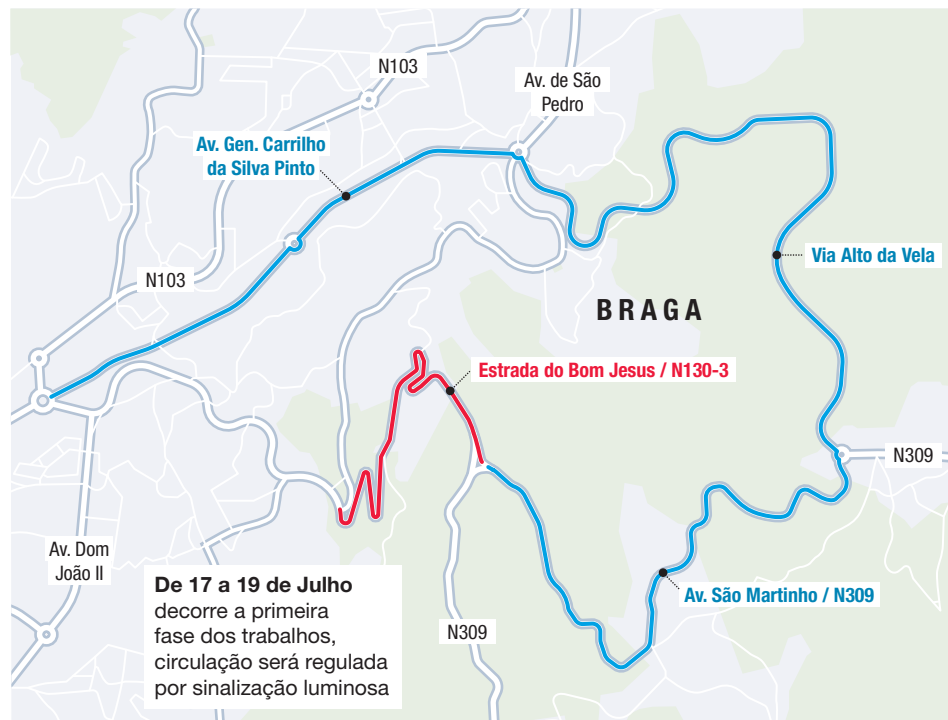 N103
Av. de São
Pedro
Av. Gen. Carrilho
da Silva Pinto
Via Alto da Vela
N103
BRAGA
Estrada do Bom Jesus / N130-3
N309
Av. Dom
João II
De 17 a 19 de Julho
decorre a primeira
fase dos trabalhos,
circulação será regulada
por sinalização luminosa
Av. São Martinho / N309
N309